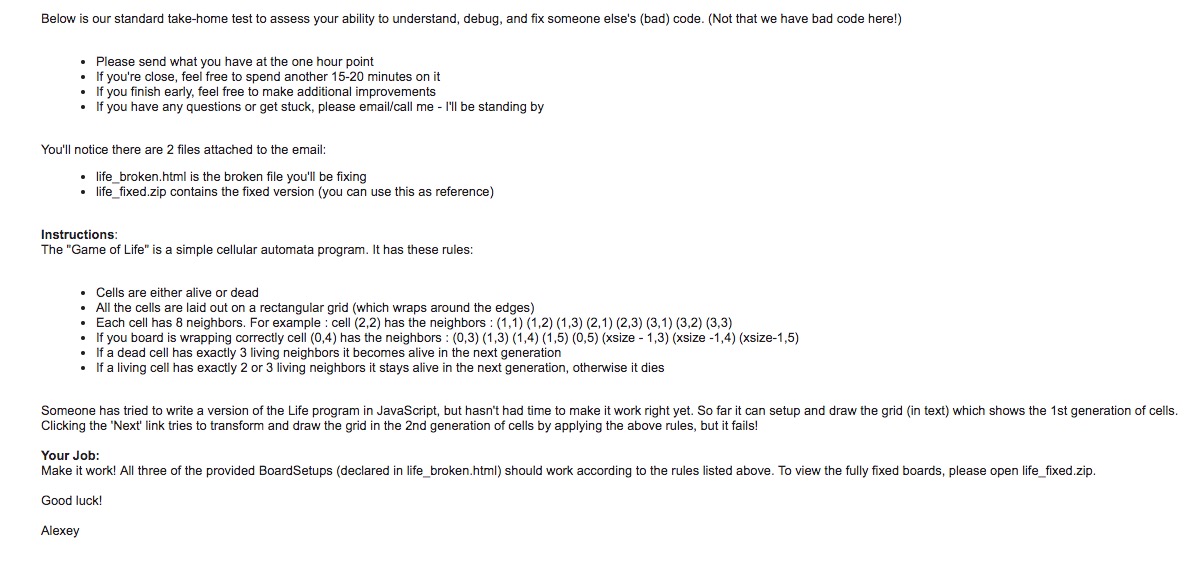 Below is our standard take-home test to assess your ability to understand, debug, and fix someone else's (bad) code. (Not that we have bad code here!)
• Please send what you have at the one hour point
• If you're close, feel free to spend another 15-20 minutes on it
• If you finish early, feel free to make additional improvements
• If you have any questions or get stuck, please email/call me - I'll be standing by
You'll notice there are 2 files attached to the email:
• life_broken.html is the broken file you'll be fixing
• life_fixed.zip contains the fixed version (you can use this as reference)
Instructions:
The "Game of Life" is a simple cellular automata program. It has these rules:
• Cells are either alive or dead
• All the cells are laid out on a rectangular grid (which wraps around the edges)
• Each cell has 8 neighbors. For example : cell (2,2) has the neighbors : (1,1) (1,2) (1,3) (2,1) (2,3) (3,1) (3,2) (3,3)
• If you board is wrapping correctly cell (0,4) has the neighbors : (0,3) (1,3) (1,4) (1,5) (0,5) (xsize - 1,3) (xsize -1,4) (xsize-1,5)
• If a dead cell has exactly 3 living neighbors it becomes alive in the next generation
• If a living cell has exactly 2 or 3 living neighbors it stays alive in the next generation, otherwise it dies
Someone has tried to write a version of the Life program in JavaScript, but hasn't had time to make it work right yet. So far it can setup and draw the grid (in text) which shows the 1st generation of cells.
Clicking the 'Next' link tries to transform and draw the grid in the 2nd generation of cells by applying the above rules, but it fails!
Your Job:
Make it work! All three of the provided BoardSetups (declared in life_broken.html) should work according to the rules listed above. To view the fully fixed boards, please open life_fixed.zip.
Good luck!
Alexey